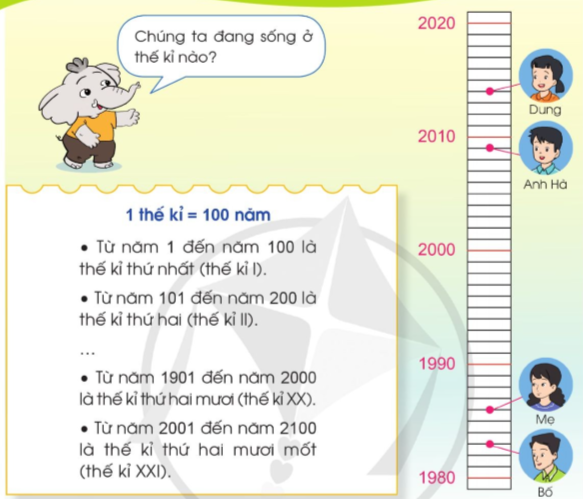 Chúng ta đang sống ở
thế kỉ nào?
1 thế kỉ = 100 năm
• Từ năm 1 đến năm 100 là
thế kỉ thứ nhất (thế kỉ I).
• Từ năm 101 đến năm 200 là
thế kỉ thứ hai (thế kỉ II).
...
• Từ năm 1901 đến năm 2000
là thế kỉ thứ hai mươi (thế kỉ XX).
• Từ năm 2001 đến năm 2100
là thế kỉ thứ hai mươi mốt
(thế kỉ XXI).
2020
Dung
2010
Anh Hà
2000
1990
Mẹ
1980
Bố